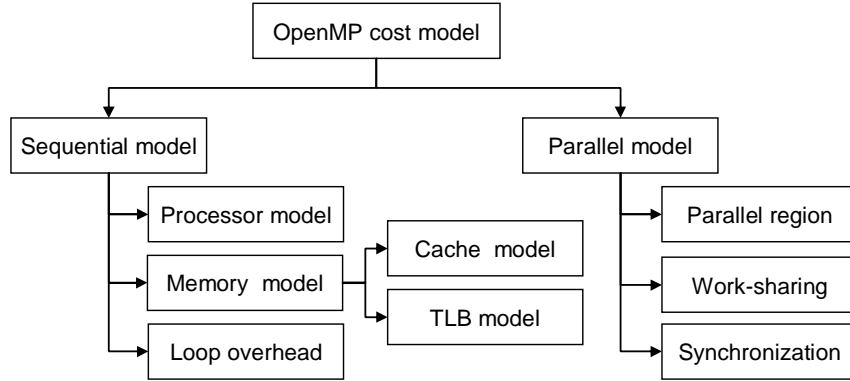 OpenMP cost model
Sequential model
Parallel model
Processor model
Parallel region
Cache model
Memory model
Work-sharing
TLB model
Loop overhead
Synchronization